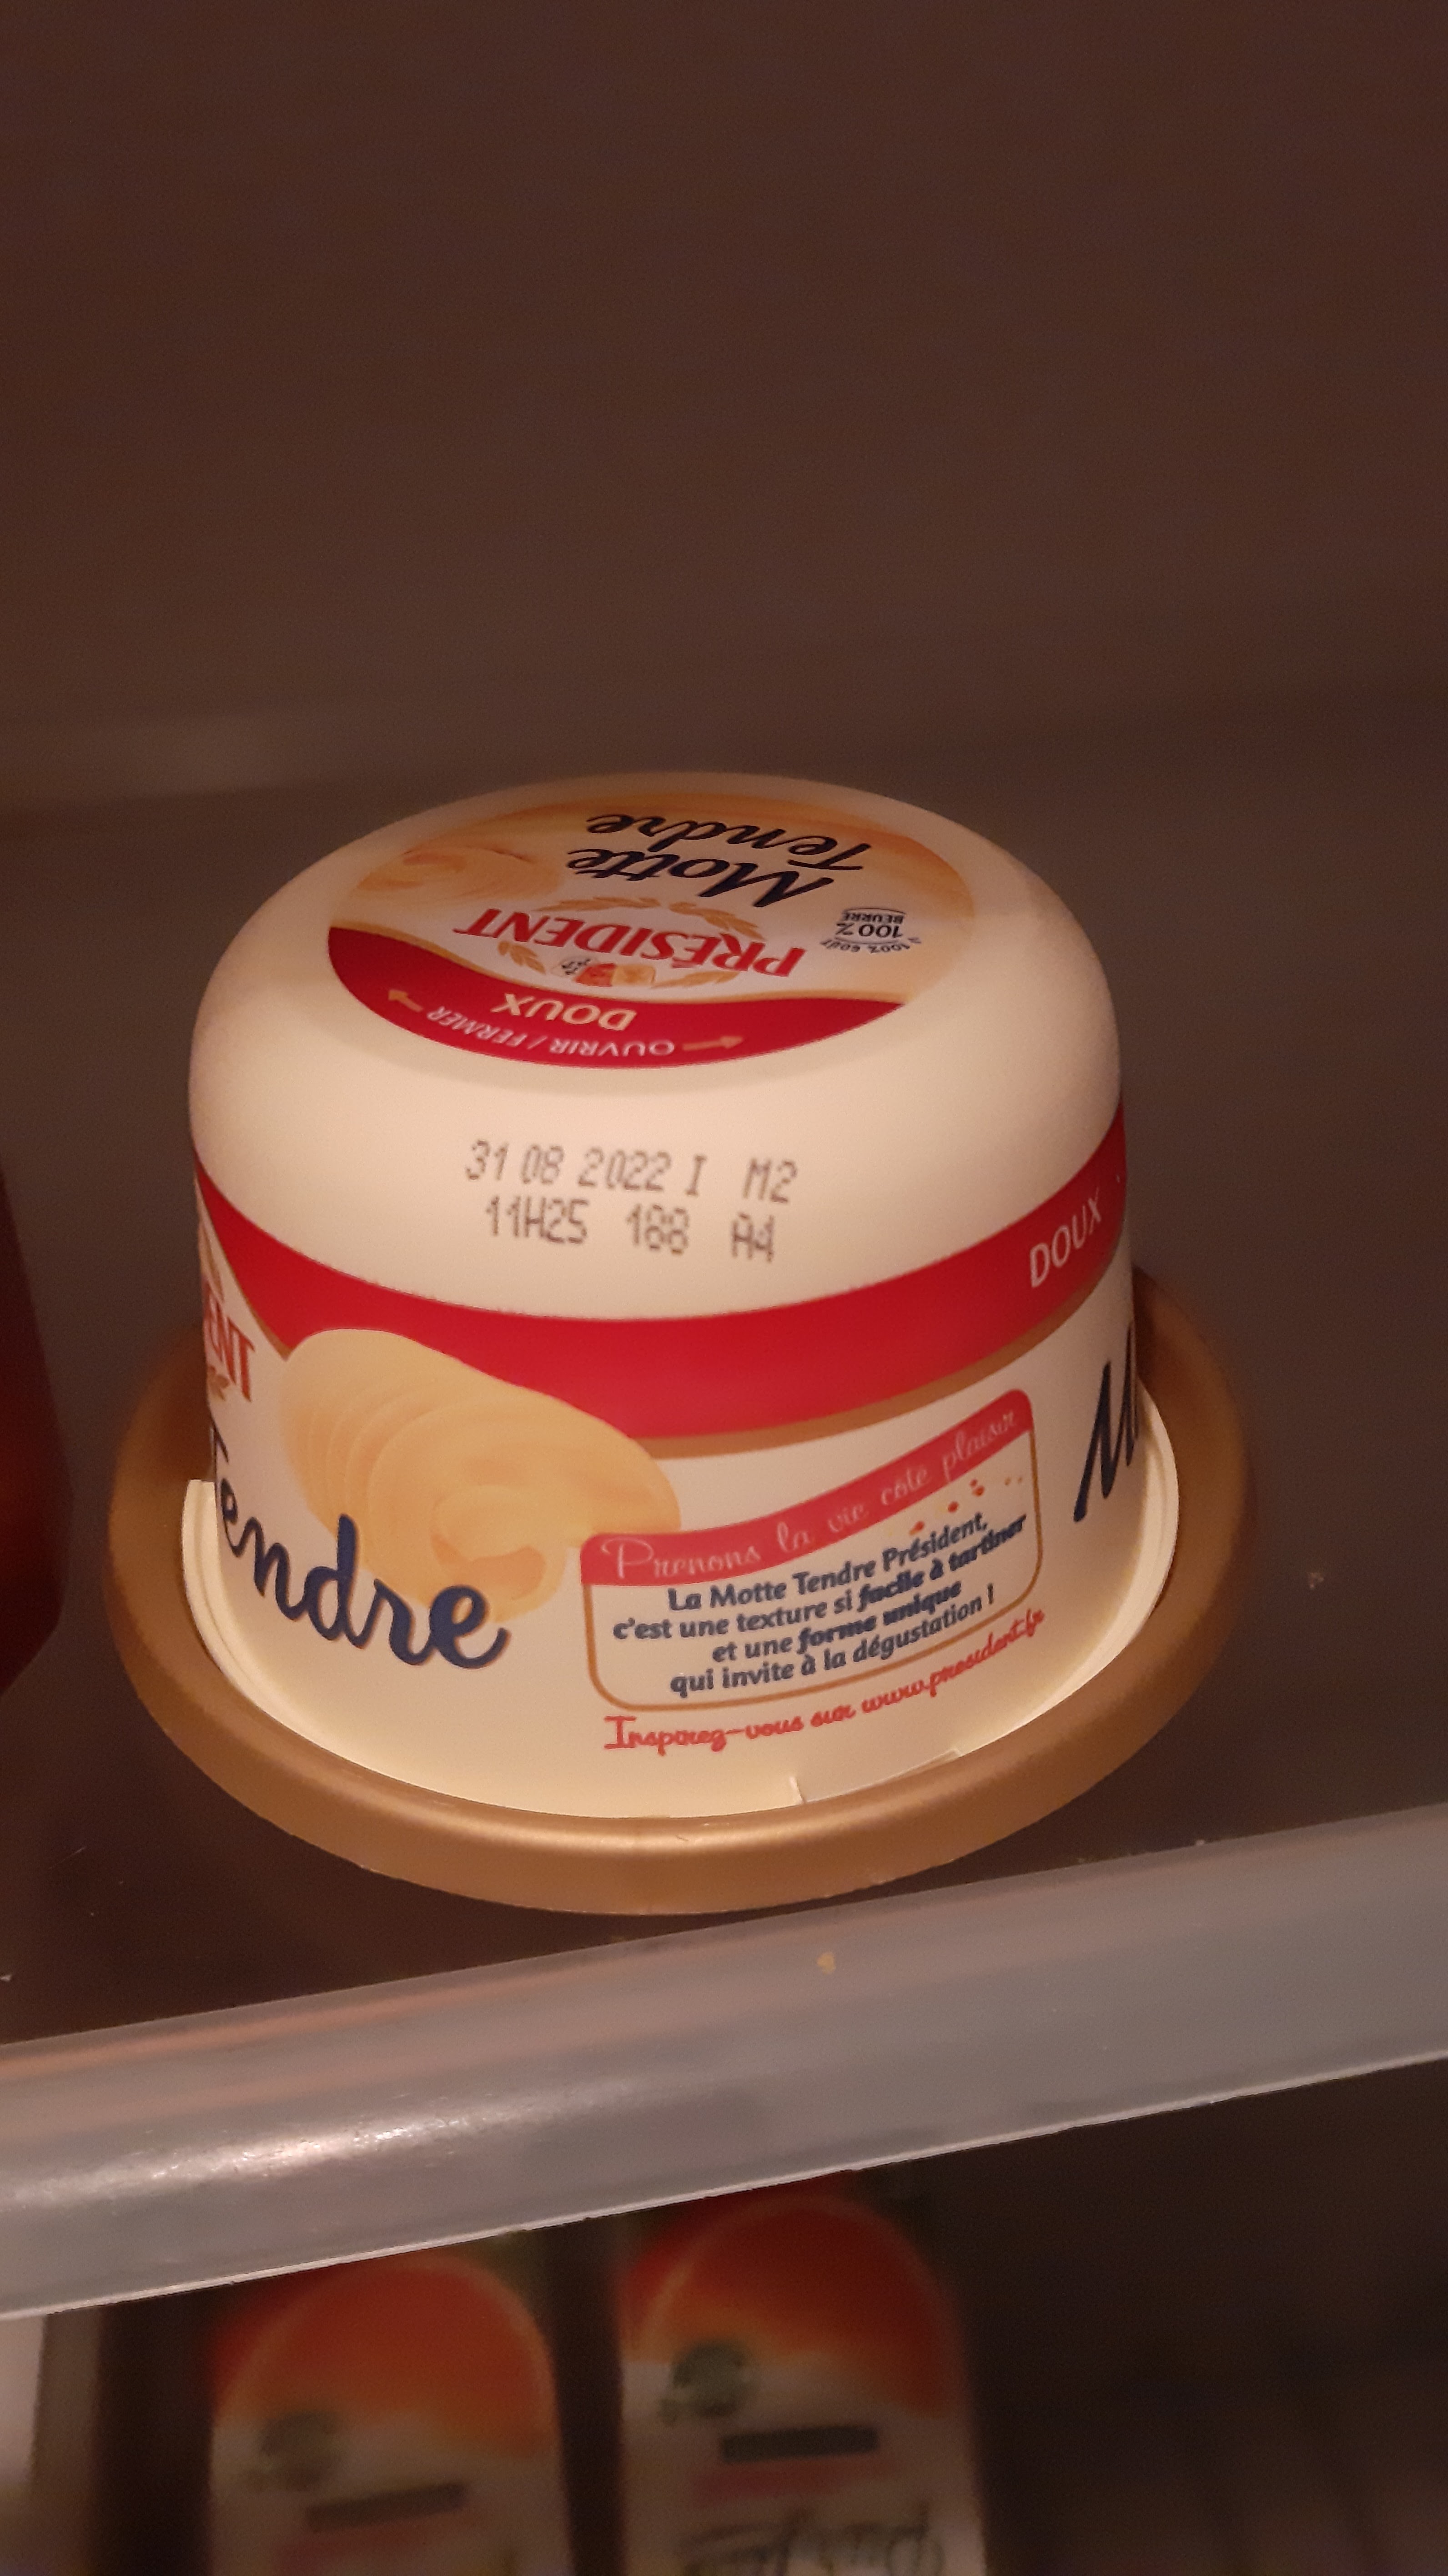 Motte
Tendre
PRÉSIDENT
100% GOÛT
100%
BEURRE
DOUX
OUVRIR / FERMER
31 08 2022 I M2
11H25 188 A4
DOUX
ENT
Tendre
M
Prenons la vie côté plaisir
La Motte Tendre Président,
c'est une texture si facile à tartiner
et une forme unique
qui invite à la dégustation !
Inspirez-vous sur www.president.fr